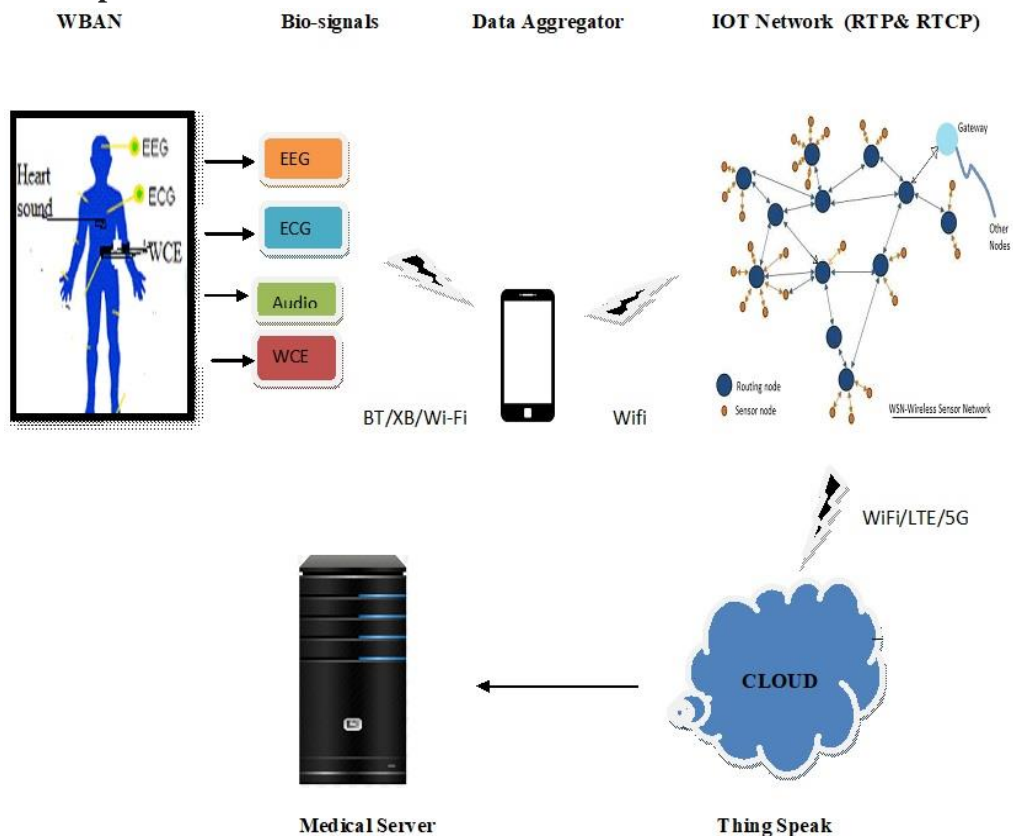 WBAN Bio-signals Data Aggregator IOT Network (RTP& RTCP)
EEG
ECG
Heart
sound
WCE
EEG
ECG
Audio
WCE
BT/XB/Wi-Fi
Wifi
Gateway
Other
Nodes
Routing node
Sensor node
WSN-Wireless Sensor Network
WiFi/LTE/5G
CLOUD
Medical Server Thing Speak